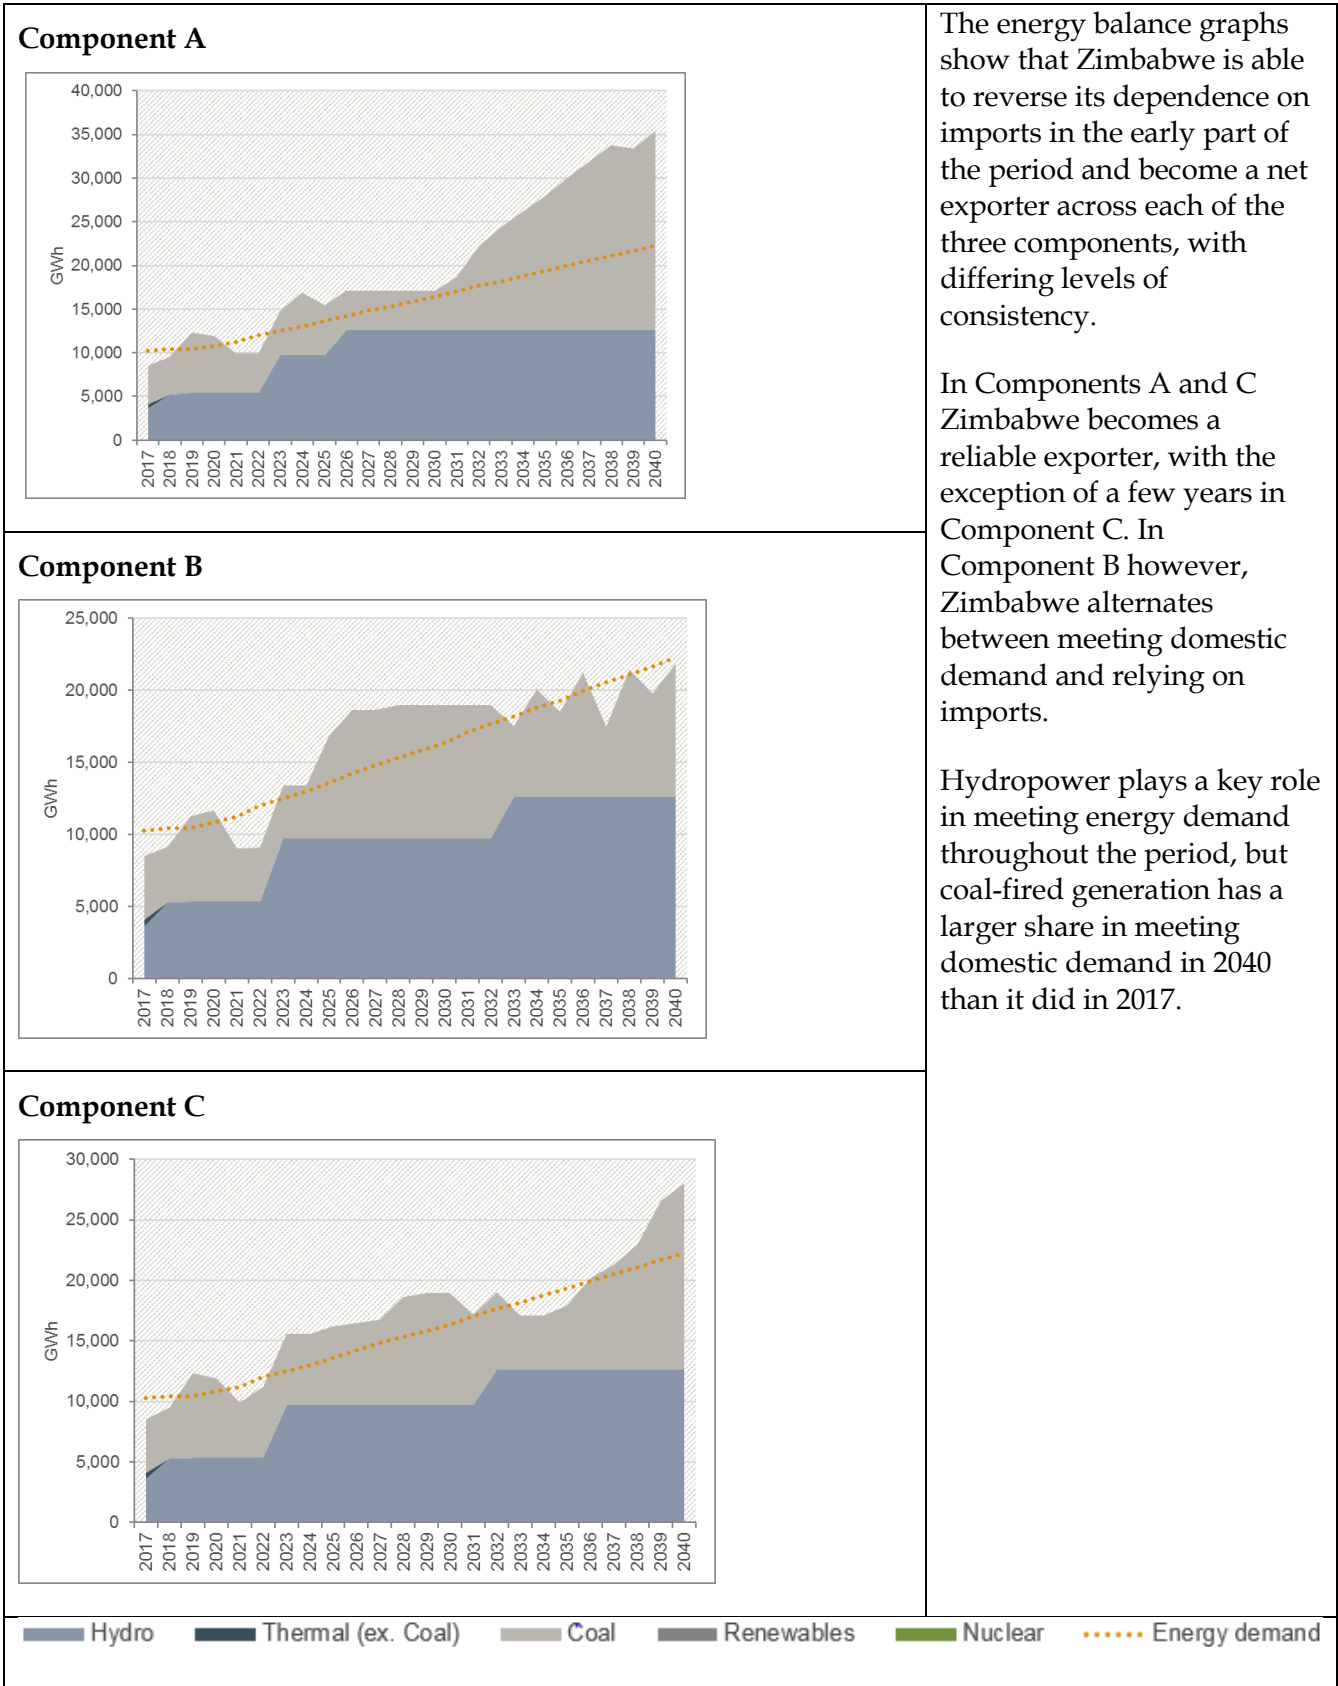 Component A
40,000
35,000
30,000
25,000
20,000
15,000
10,000
5,000
0
GWh
2017 2018 2019 2020 2021 2022 2023 2024 2025 2026 2027 2028 2029 2030 2031 2032 2033 2034 2035 2036 2037 2038 2039 2040
Component B
25,000
20,000
15,000
10,000
5,000
0
GWh
2017 2018 2019 2020 2021 2022 2023 2024 2025 2026 2027 2028 2029 2030 2031 2032 2033 2034 2035 2036 2037 2038 2039 2040
Component C
30,000
25,000
20,000
15,000
10,000
5,000
0
GWh
2017 2018 2019 2020 2021 2022 2023 2024 2025 2026 2027 2028 2029 2030 2031 2032 2033 2034 2035 2036 2037 2038 2039 2040
The energy balance graphs
show that Zimbabwe is able
to reverse its dependence on
imports in the early part of
the period and become a net
exporter across each of the
three components, with
differing levels of
consistency.
In Components A and C
Zimbabwe becomes a
reliable exporter, with the
exception of a few years in
Component C. In
Component B however,
Zimbabwe alternates
between meeting domestic
demand and relying on
imports.
Hydropower plays a key role
in meeting energy demand
throughout the period, but
coal-fired generation has a
larger share in meeting
domestic demand in 2040
than it did in 2017.
Hydro Thermal (ex. Coal) Coal Renewables Nuclear Energy demand